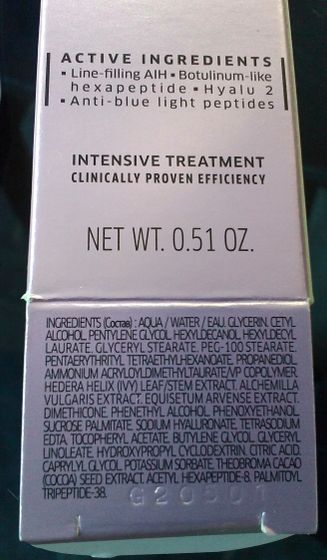 ACTIVE INGREDIENTS
▪ Line-filling AIH ▪ Botulinum-like
hexapeptide ▪ Hyalu 2
▪ Anti-blue light peptides
INTENSIVE TREATMENT
CLINICALLY PROVEN EFFICIENCY
NET WT. 0.51 OZ.
INGREDIENTS (Состав) : AQUA / WATER / EAU. GLYCERIN. CETYL
ALCOHOL. PENTYLENE GLYCOL. HEXYLDECANOL. HEXYLDECYL
LAURATE. GLYCERYL STEARATE. PEG-100 STEARATE.
PENTAERYTHRITYL TETRAETHYLHEXANOATE. PROPANEDIOL.
AMMONIUM ACRYLOYLDIMETHYLTAURATE/VP COPOLYMER.
HEDERA HELIX (IVY) LEAF/STEM EXTRACT. ALCHEMILLA
VULGARIS EXTRACT. EQUISETUM ARVENSE EXTRACT.
DIMETHICONE. PHENETHYL ALCOHOL. PHENOXYETHANOL.
SUCROSE PALMITATE. SODIUM HYALURONATE. TETRASODIUM
EDTA. TOCOPHERYL ACETATE. BUTYLENE GLYCOL. GLYCERYL
LINOLEATE. HYDROXYPROPYL CYCLODEXTRIN. CITRIC ACID.
CAPRYLYL GLYCOL. POTASSIUM SORBATE. THEOBROMA CACAO
(COCOA) SEED EXTRACT. ACETYL HEXAPEPTIDE-8. PALMITOYL
TRIPEPTIDE-38.
G20501